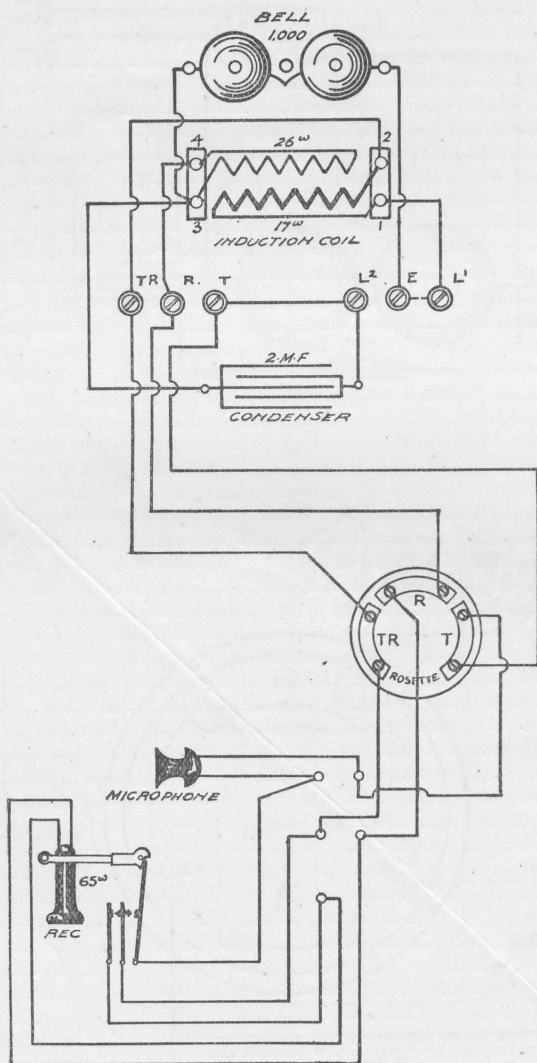 BELL
1,000
4
26ω
2
3
17ω
1
INDUCTION COIL
TR
R.
T
L²
E
L¹
2.M.F
CONDENSER
R
TR
T
ROSETTE
MICROPHONE
65ω
REC